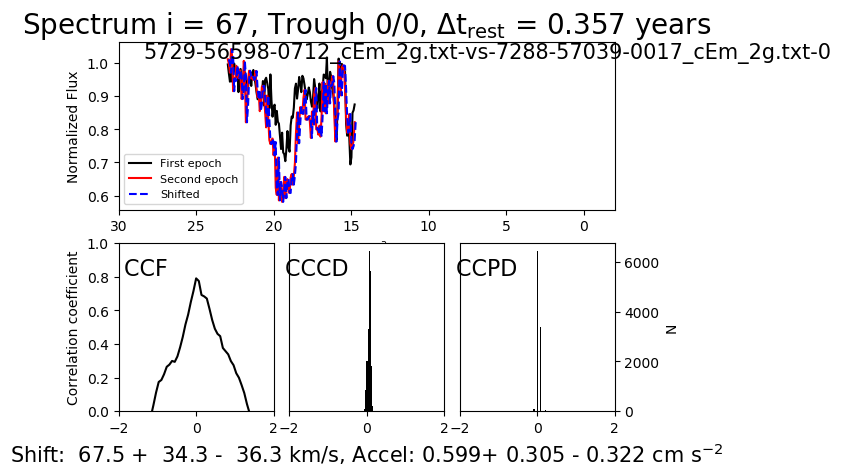 Spectrum i = 67, Trough 0/0, Δt_rest = 0.357 years
5729-56598-0712_cEm_2g.txt-vs-7288-57039-0017_cEm_2g.txt-0
Normalized Flux
1.0
0.9
0.8
0.7
0.6
First epoch
Second epoch
Shifted
30 25 20 15 10 5 0
Correlation coefficient
1.0
0.8
0.6
0.4
0.2
0.0
CCF
CCCD
CCPD
6000
4000
2000
0
N
−2 0 2 −2 0 2 −2 0 2
Shift: 67.5 + 34.3 - 36.3 km/s, Accel: 0.599+ 0.305 - 0.322 cm s⁻²